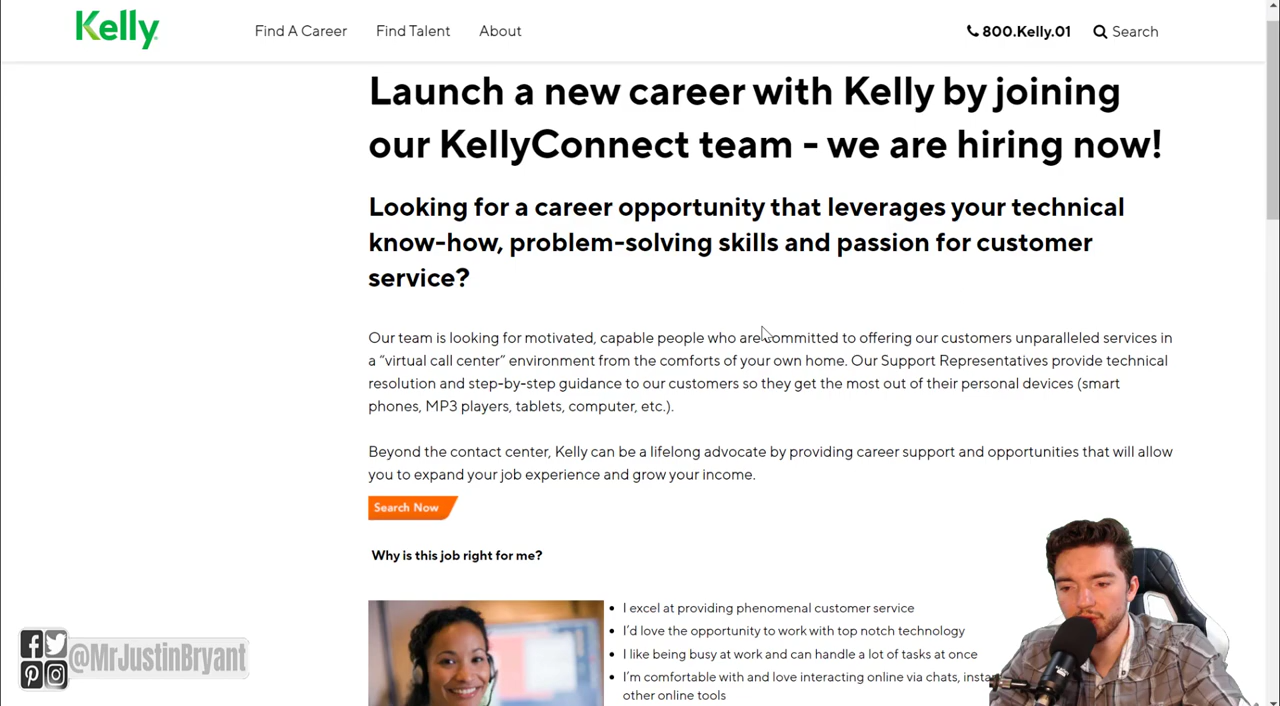 Kelly
Find A Career
Find Talent
About
800.Kelly.01
Search
Launch a new career with Kelly by joining
our KellyConnect team - we are hiring now!
Looking for a career opportunity that leverages your technical
know-how, problem-solving skills and passion for customer
service?
Our team is looking for motivated, capable people who are committed to offering our customers unparalleled services in
a “virtual call center” environment from the comforts of your own home. Our Support Representatives provide technical
resolution and step-by-step guidance to our customers so they get the most out of their personal devices (smart
phones, MP3 players, tablets, computer, etc.).
Beyond the contact center, Kelly can be a lifelong advocate by providing career support and opportunities that will allow
you to expand your job experience and grow your income.
Search Now
Why is this job right for me?
I excel at providing phenomenal customer service
I'd love the opportunity to work with top notch technology
I like being busy at work and can handle a lot of tasks at once
I'm comfortable with and love interacting online via chats,
other online tools
@MrJustinBryant